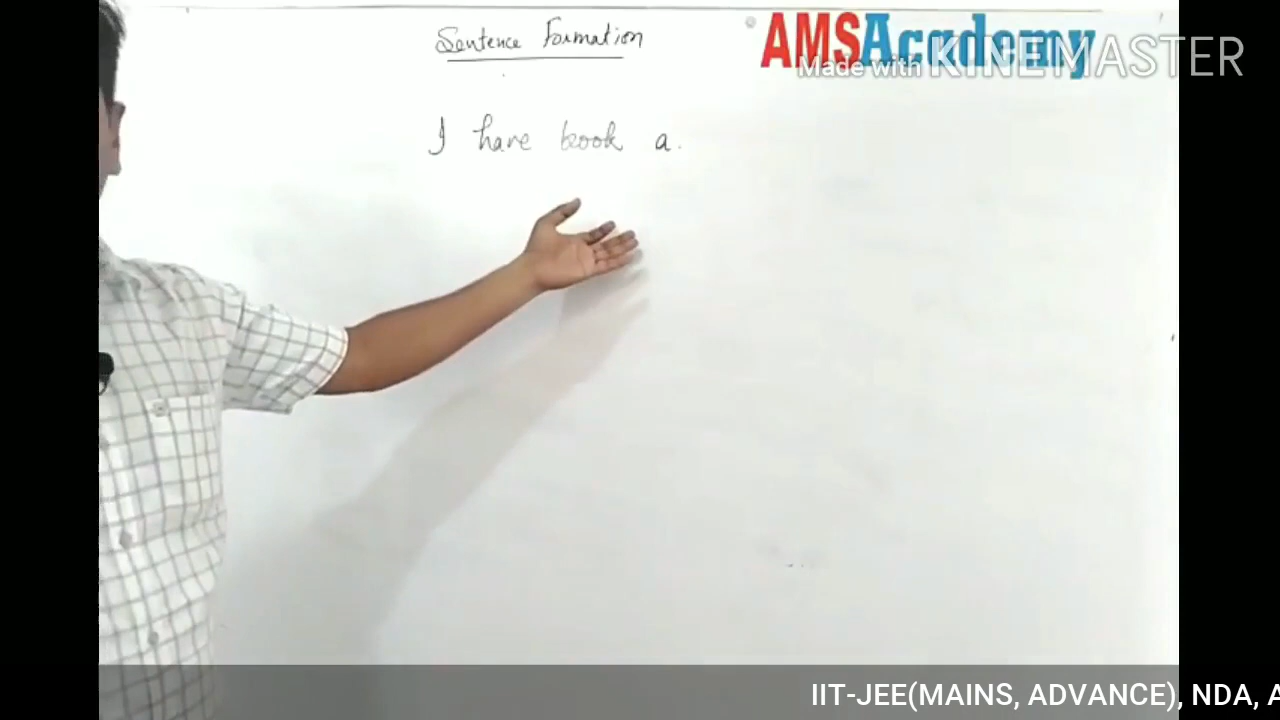 Sentence Formation
® AMSAcademy
Made with KINEMASTER
I have book a.
IIT-JEE(MAINS, ADVANCE), NDA, A